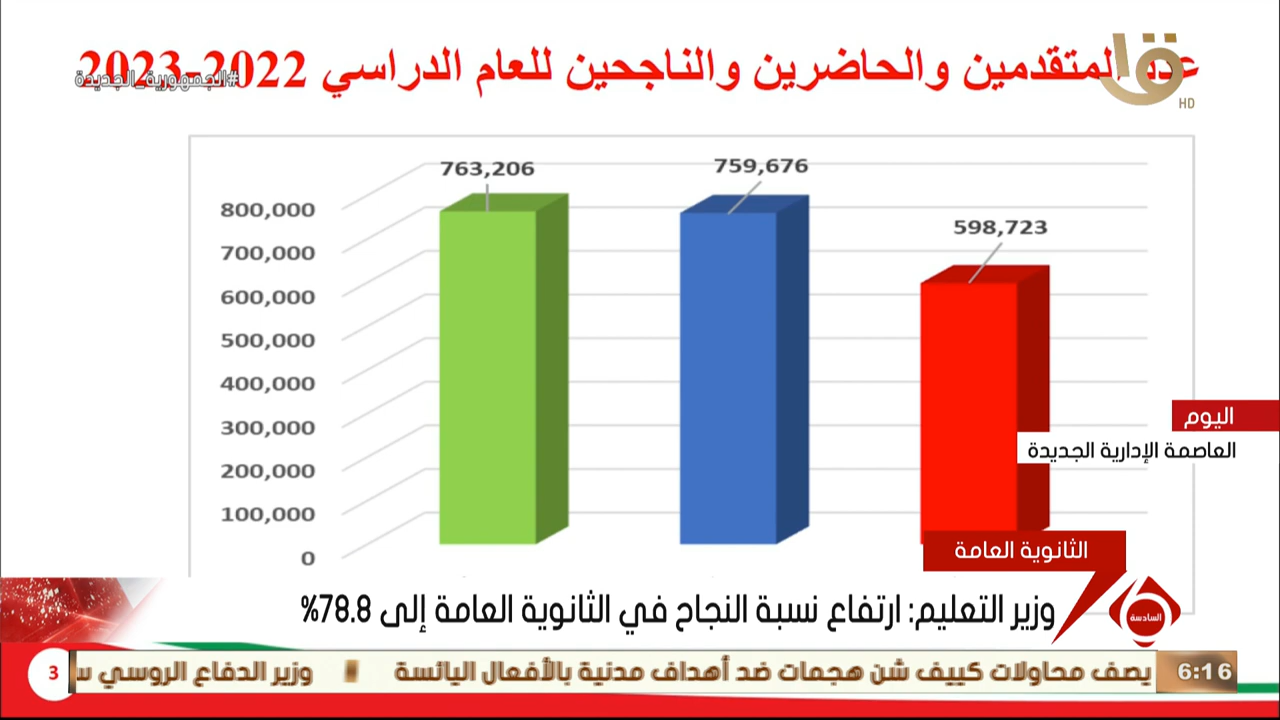 عدد المتقدمين والحاضرين والناجحين للعام الدراسي 2022-2023
#الجمهورية_الجديدة
HD
763,206
759,676
598,723
800,000
700,000
600,000
500,000
400,000
300,000
200,000
100,000
0
اليوم
العاصمة الإدارية الجديدة
الثانوية العامة
وزير التعليم: ارتفاع نسبة النجاح في الثانوية العامة إلى 78.8%
السادسة
6:16
يصف محاولات كييف شن هجمات ضد أهداف مدنية بالأفعال اليائسة
وزير الدفاع الروسي
3